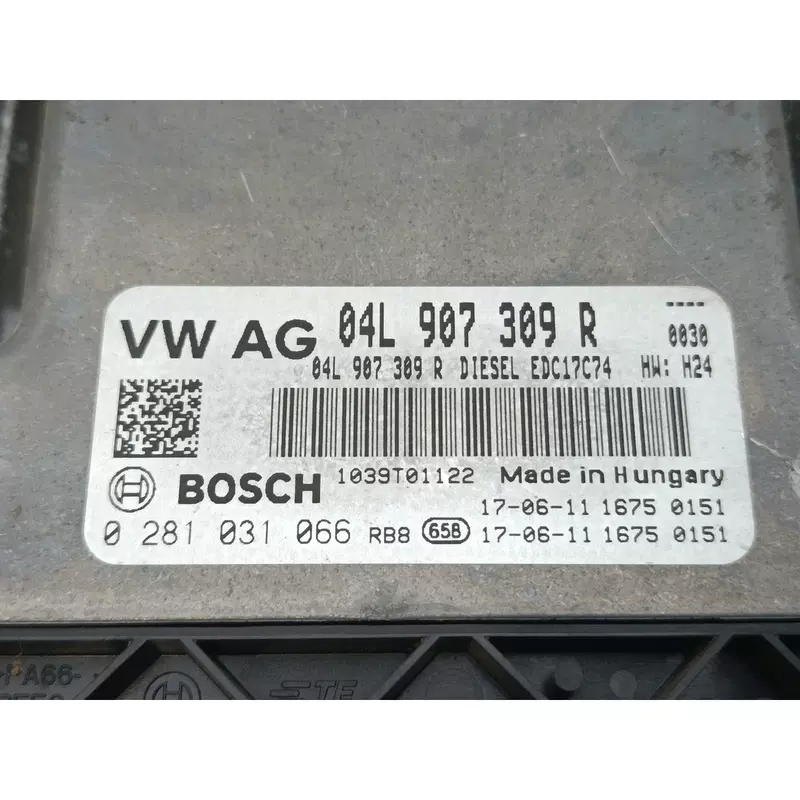 VW AG 04L 907 309 R ----
0030
04L 907 309 R DIESEL EDC17C74 HW: H24
BOSCH 1039T01122 Made in Hungary
17-06-11 1675 0151
0 281 031 066 RB8 658 17-06-11 1675 0151
PA66-